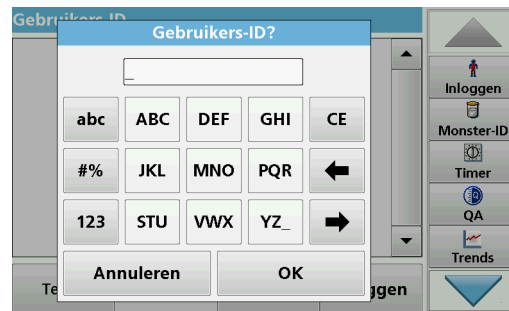 Gebruikers-ID
Gebruikers-ID?
_
abc ABC DEF GHI CE
#% JKL MNO PQR
123 STU VWX YZ_
Annuleren OK
Te ggen
Inloggen
Monster-ID
Timer
QA
Trends